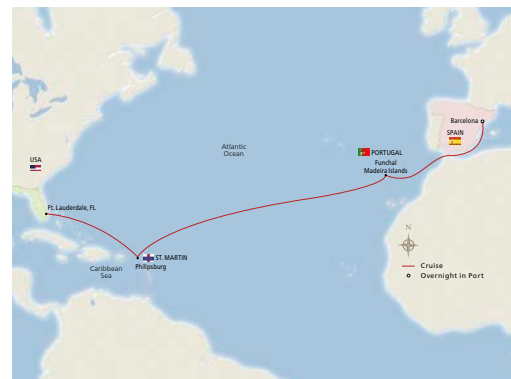 Barcelona
SPAIN
Atlantic
Ocean
PORTUGAL
Funchal
Madeira Islands
USA
Ft. Lauderdale, FL
N
ST. MARTIN
Philipsburg
Caribbean
Sea
Cruise
Overnight in Port